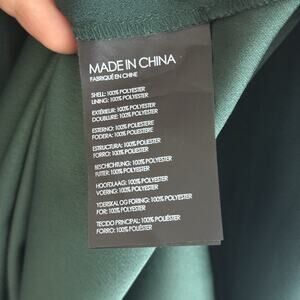 MADE IN CHINA
FABRIQUÉ EN CHINE
SHELL: 100% POLYESTER
LINING: 100% POLYESTER
EXTÉRIEUR: 100% POLYESTER
DOUBLURE: 100% POLYESTER
ESTERNO: 100% POLIESTERE
FODERA: 100% POLIESTERE
ESTRUCTURA: 100% POLYESTER
FORRO: 100% POLYESTER
BESCHICHTUNG: 100% POLYESTER
FUTTER: 100% POLYESTER
HOOFDLAAG: 100% POLYESTER
VOERING: 100% POLYESTER
YDERSKAL OG FORING: 100% POLYESTER
FOR: 100% POLYESTER
TECIDO PRINCIPAL: 100% POLIÉSTER
FORRO: 100% POLIÉSTER